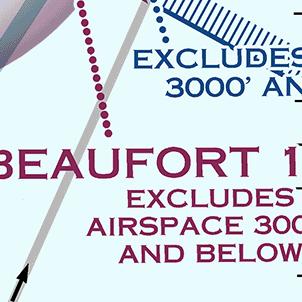 EXCLUDES
3000' AN
BEAUFORT 1
EXCLUDES
AIRSPACE 300
AND BELOW